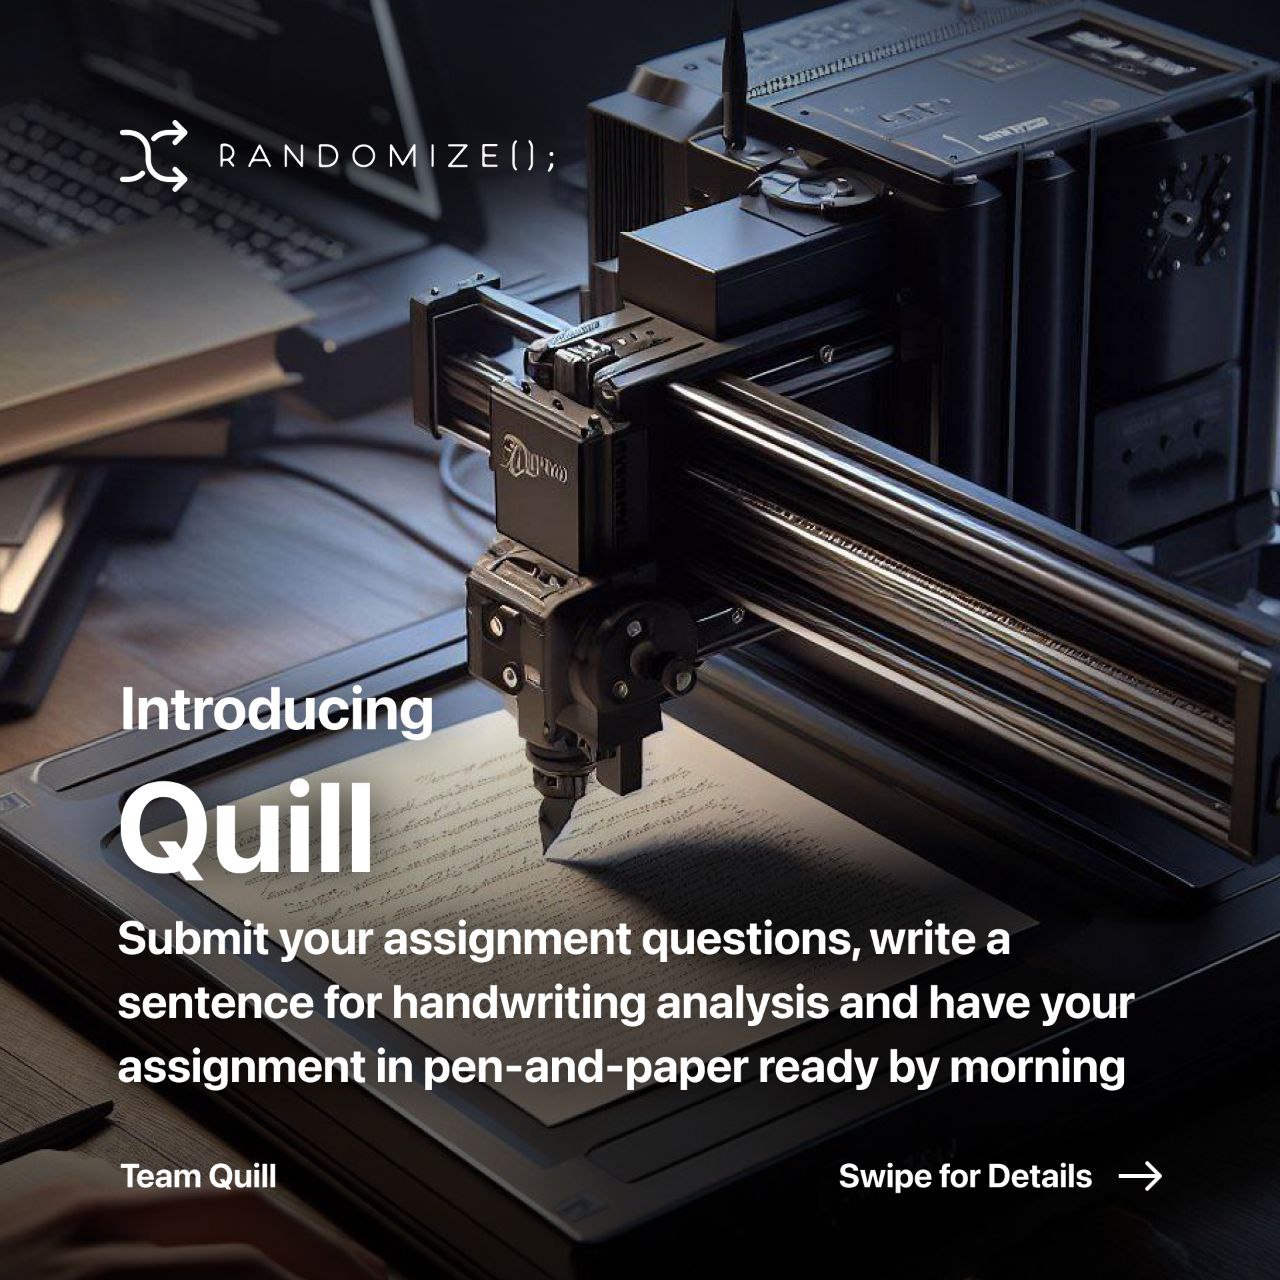 RANDOMIZE();
Introducing
Quill
Submit your assignment questions, write a
sentence for handwriting analysis and have your
assignment in pen-and-paper ready by morning
Team Quill
Swipe for Details